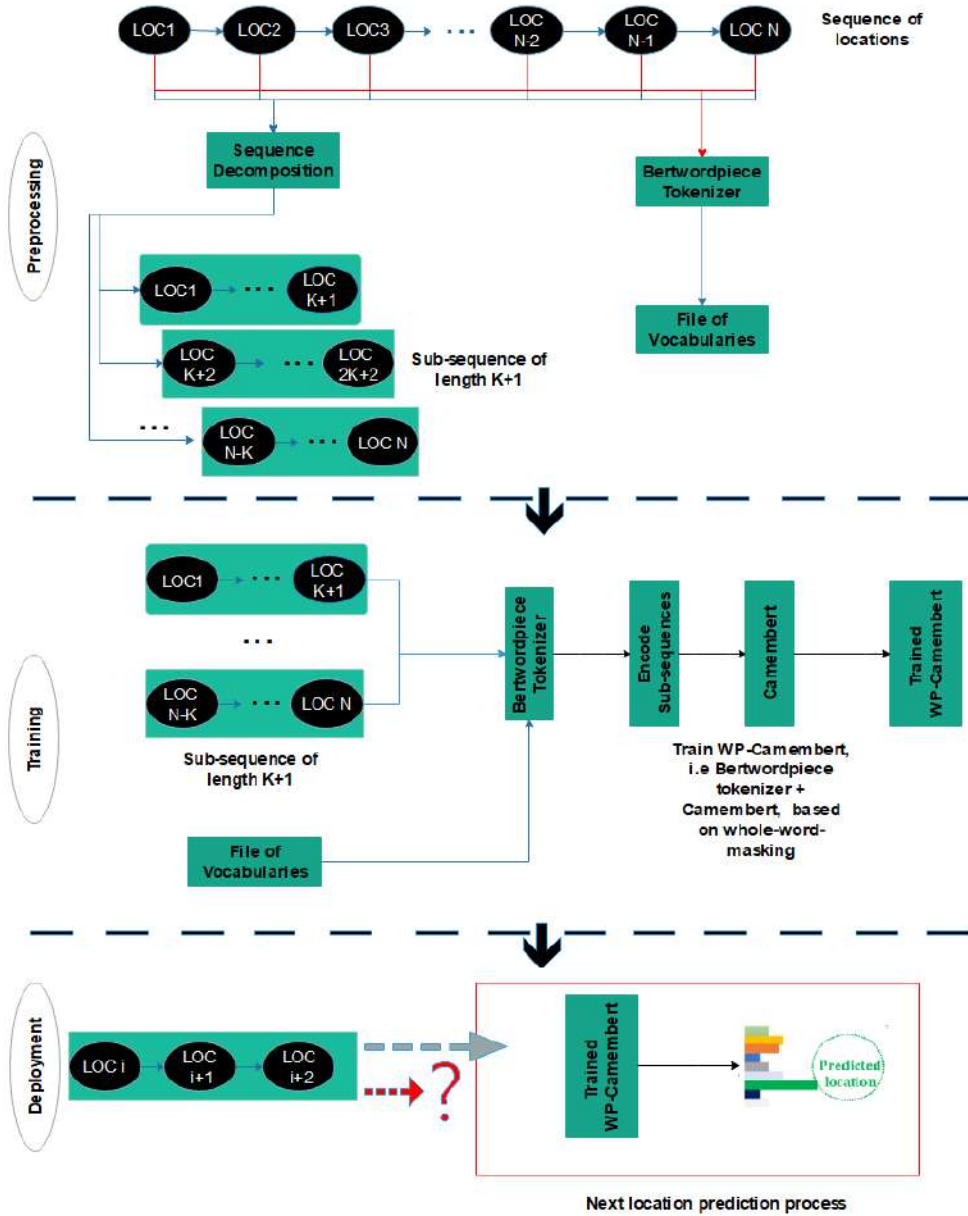 LOC1
LOC2
LOC3
...
LOC
N-2
LOC
N-1
LOC N
Sequence of
locations
Preprocessing
Sequence
Decomposition
Bertwordpiece
Tokenizer
LOC1
...
LOC
K+1
File of
Vocabularies
LOC
K+2
...
LOC
2K+2
Sub-sequence of
length K+1
...
LOC
N-K
...
LOC N
Training
LOC1
...
LOC
K+1
...
LOC
N-K
...
LOC N
Sub-sequence of
length K+1
Bertwordpiece
Tokenizer
Encode
Sub-sequences
Camembert
Trained
WP-Camembert
Train WP-Camembert,
i.e Bertwordpiece
tokenizer +
Camembert, based
on whole-word-
masking
File of
Vocabularies
Deployment
LOC i
LOC
i+1
LOC
i+2
?
Trained
WP-Camembert
Predicted
location
Next location prediction process